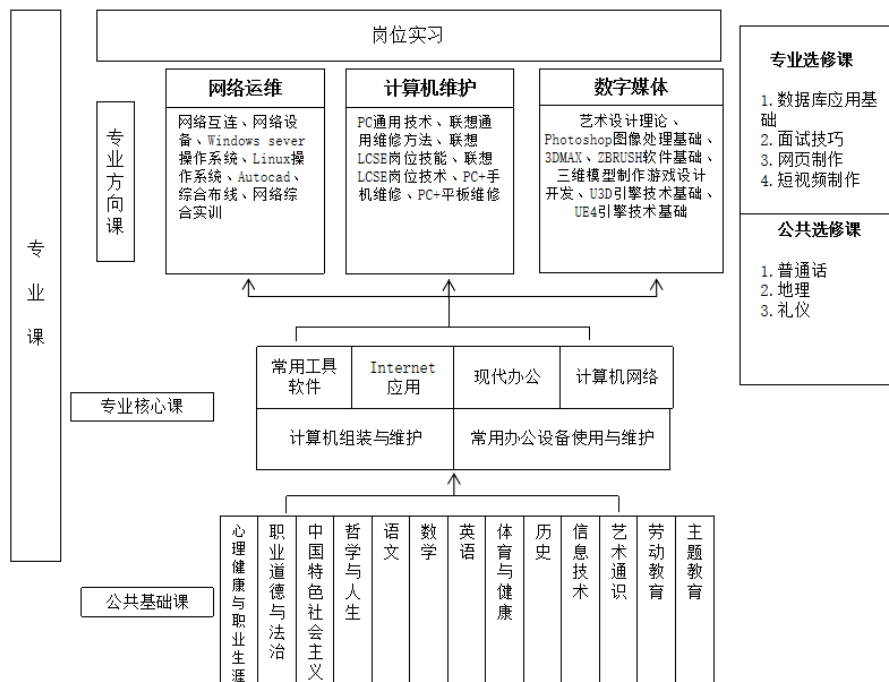 岗位实习
网络运维
网络互连、网络设
备、Windows sever
操作系统、Linux操
作系统、Autocad、
综合布线、网络综
合实训
计算机维护
PC通用技术、联想通
用维修方法、联想
LCSE岗位技能、联想
LCSE岗位技术、PC+手
机维修、PC+平板维修
数字媒体
艺术设计理论、
Photoshop图像处理基础、
3DMAX、ZBRUSH软件基础、
三维模型制作游戏设计
开发、U3D引擎技术基础、
UE4引擎技术基础
专业选修课
1.数据库应用基
础
2.面试技巧
3.网页制作
4.短视频制作
公共选修课
1.普通话
2.地理
3.礼仪
专业方向课
专业课
常用工具
软件
Internet
应用
现代办公
计算机网络
专业核心课
计算机组装与维护
常用办公设备使用与维护
公共基础课
心理健康与职业生涯
职业道德与法治
中国特色社会主义
哲学与人生
语文
数学
英语
体育与健康
历史
信息技术
艺术通识
劳动教育
主题教育